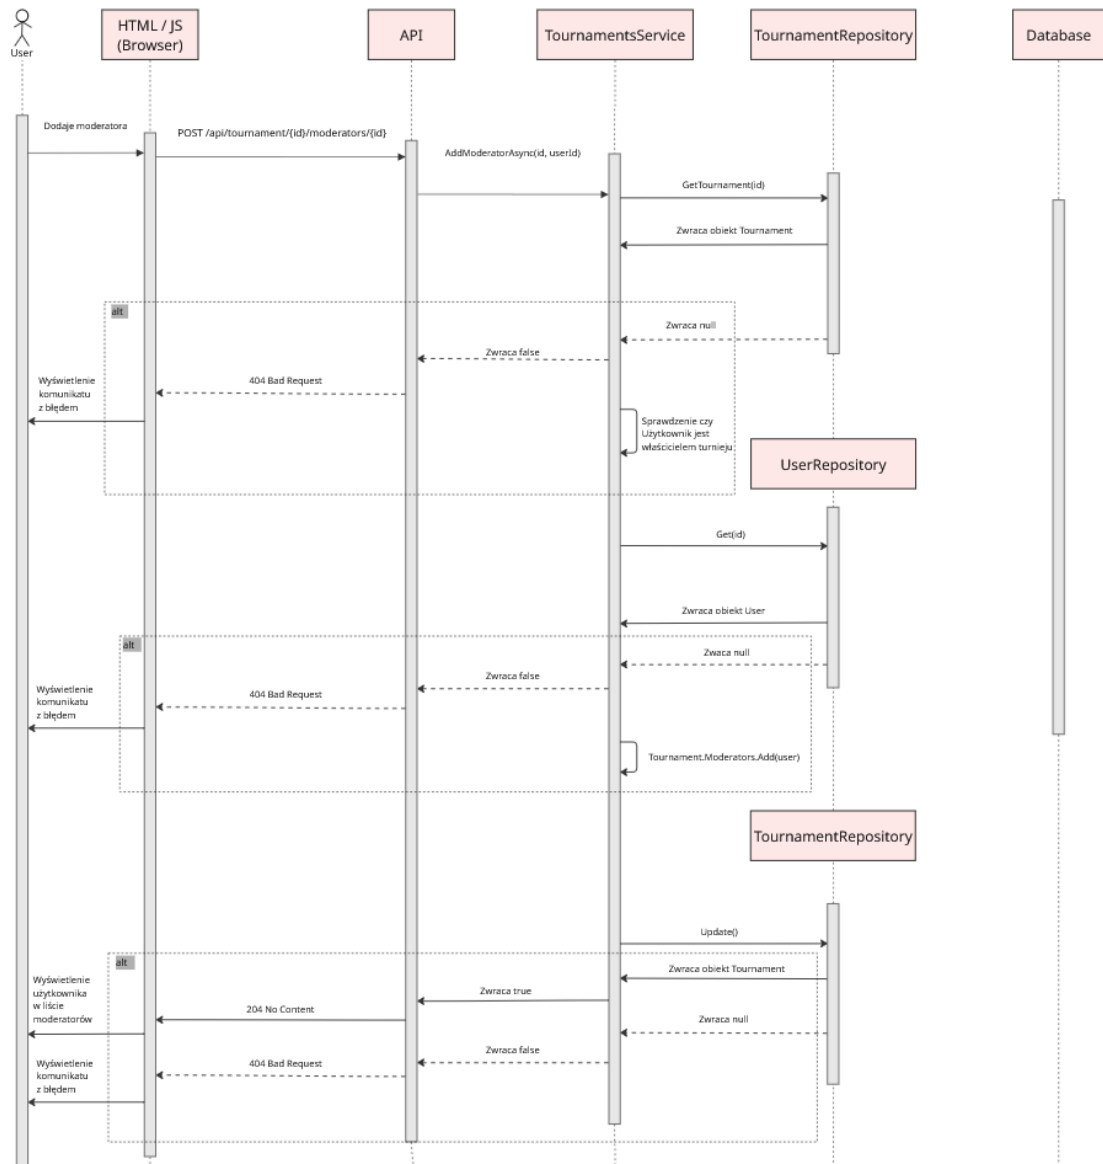 User
HTML / JS
(Browser)
API
TournamentsService
TournamentRepository
Database
Dodaje moderatora
POST /api/tournament/{id}/moderators/{id}
AddModeratorAsync(id, userId)
GetTournament(id)
Zwraca obiekt Tournament
alt
Zwraca null
Zwraca false
404 Bad Request
Wyświetlenie
komunikatu
z błędem
Sprawdzenie czy
Użytkownik jest
właścicielem turnieju
UserRepository
Get(id)
Zwraca obiekt User
alt
Zwaca null
Zwraca false
404 Bad Request
Wyświetlenie
komunikatu
z błędem
Tournament.Moderators.Add(user)
TournamentRepository
Update()
alt
Zwraca obiekt Tournament
Zwraca true
204 No Content
Wyświetlenie
użytkownika
w liście
moderatorów
Zwraca null
Zwraca false
404 Bad Request
Wyświetlenie
komunikatu
z błędem